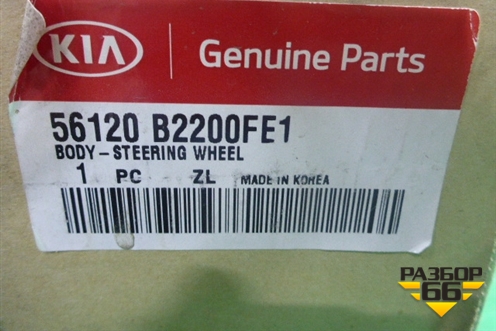 KIA Genuine Parts
56120 B2200FE1
BODY-STEERING WHEEL
1 PC ZL MADE IN KOREA
РАЗБОР
66